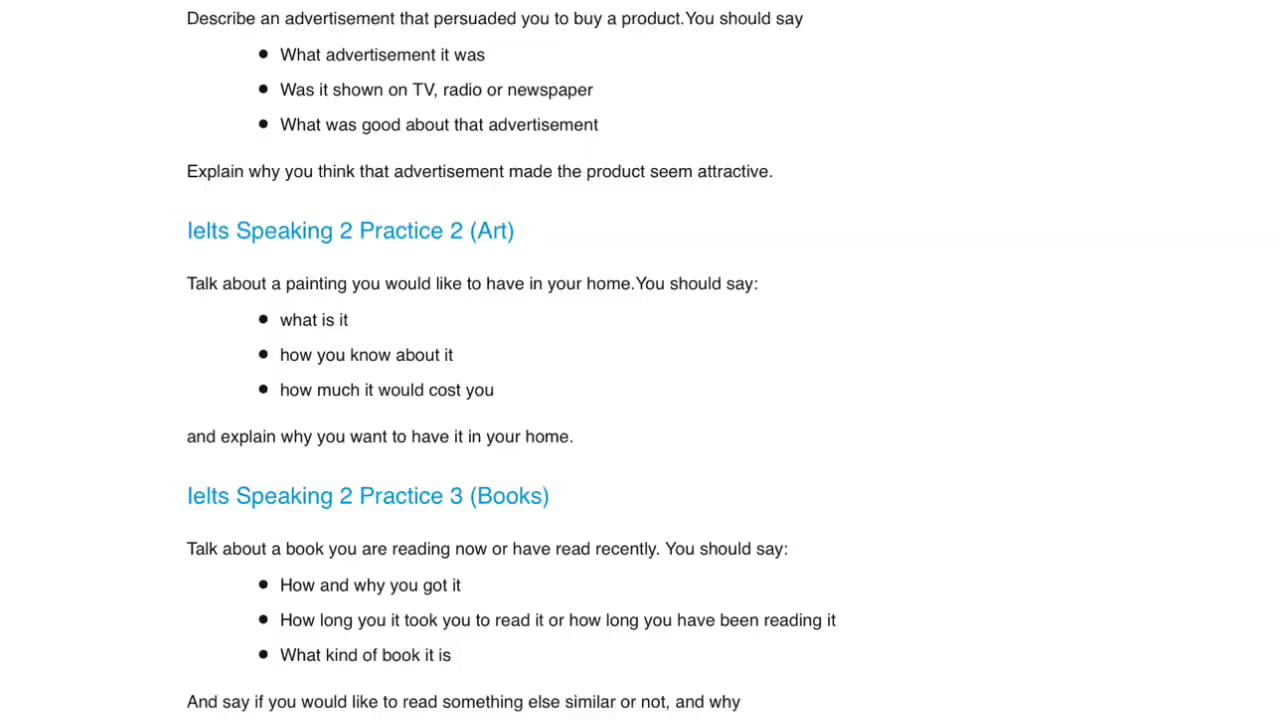 Describe an advertisement that persuaded you to buy a product.You should say
● What advertisement it was
● Was it shown on TV, radio or newspaper
● What was good about that advertisement
Explain why you think that advertisement made the product seem attractive.
Ielts Speaking 2 Practice 2 (Art)
Talk about a painting you would like to have in your home.You should say:
● what is it
● how you know about it
● how much it would cost you
and explain why you want to have it in your home.
Ielts Speaking 2 Practice 3 (Books)
Talk about a book you are reading now or have read recently. You should say:
● How and why you got it
● How long you it took you to read it or how long you have been reading it
● What kind of book it is
And say if you would like to read something else similar or not, and why